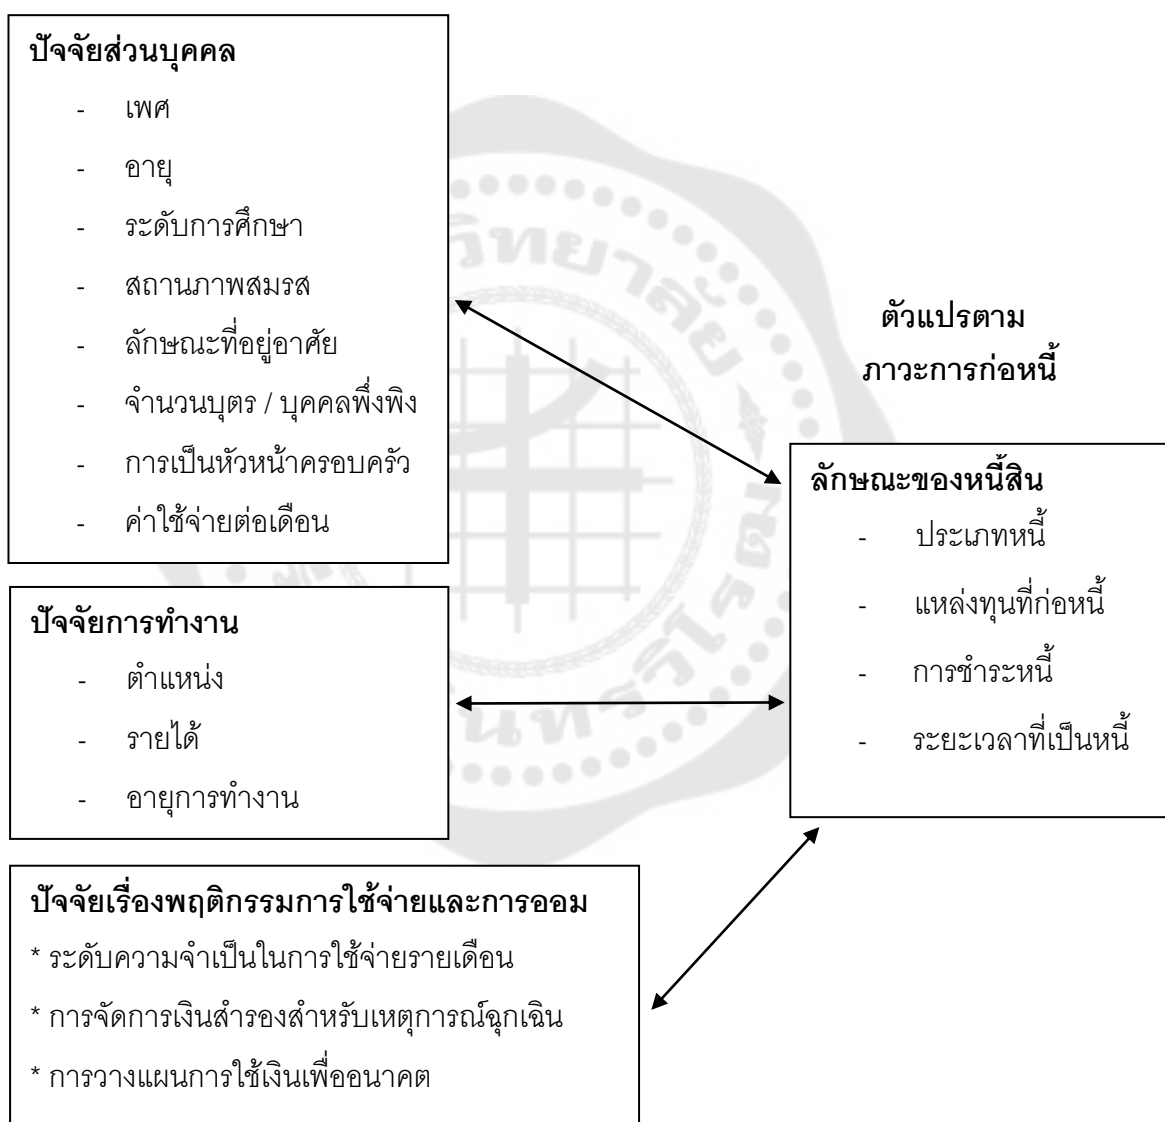 ปัจจัยส่วนบุคคล
- เพศ
- อายุ
- ระดับการศึกษา
- สถานภาพสมรส
- ลักษณะที่อยู่อาศัย
- จำนวนบุตร / บุคคลพึ่งพิง
- การเป็นหัวหน้าครอบครัว
- ค่าใช้จ่ายต่อเดือน
ปัจจัยการทำงาน
- ตำแหน่ง
- รายได้
- อายุการทำงาน
ปัจจัยเรื่องพฤติกรรมการใช้จ่ายและการออม
* ระดับความจำเป็นในการใช้จ่ายรายเดือน
* การจัดการเงินสำรองสำหรับเหตุการณ์ฉุกเฉิน
* การวางแผนการใช้เงินเพื่ออนาคต
ตัวแปรตาม
ภาวะการก่อหนี้
ลักษณะของหนี้สิน
- ประเภทหนี้
- แหล่งทุนที่ก่อหนี้
- การชำระหนี้
- ระยะเวลาที่เป็นหนี้